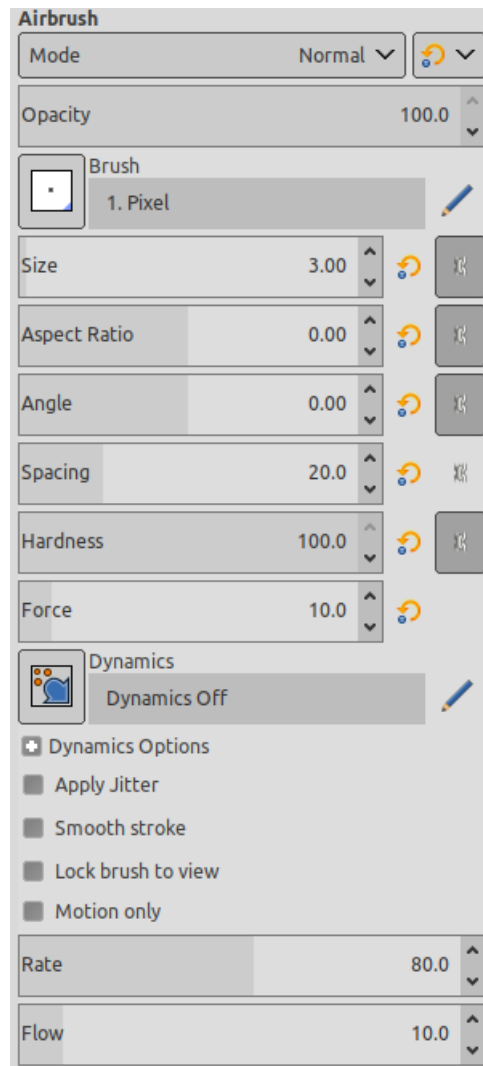 Airbrush
Mode Normal
Opacity 100.0
Brush
1. Pixel
Size 3.00
Aspect Ratio 0.00
Angle 0.00
Spacing 20.0
Hardness 100.0
Force 10.0
Dynamics
Dynamics Off
Dynamics Options
Apply Jitter
Smooth stroke
Lock brush to view
Motion only
Rate 80.0
Flow 10.0